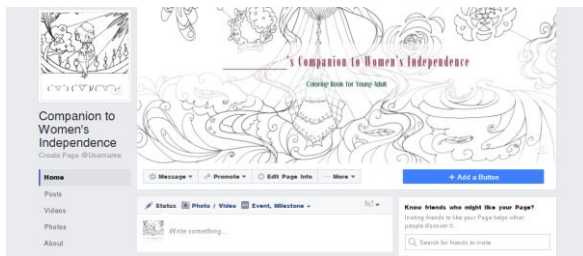 __________'s Companion to Women's Independence
Coloring Book for Young Adult
Companion to
Women's
Independence
Create Page @Username
Home
Posts
Videos
Photos
About
Message
Promote
Edit Page Info
More
+ Add a Button
Status
Photo / Video
Event, Milestone
Write something...
Know friends who might like your Page?
Inviting friends to like your Page helps other
people discover it.
Search for friends to invite